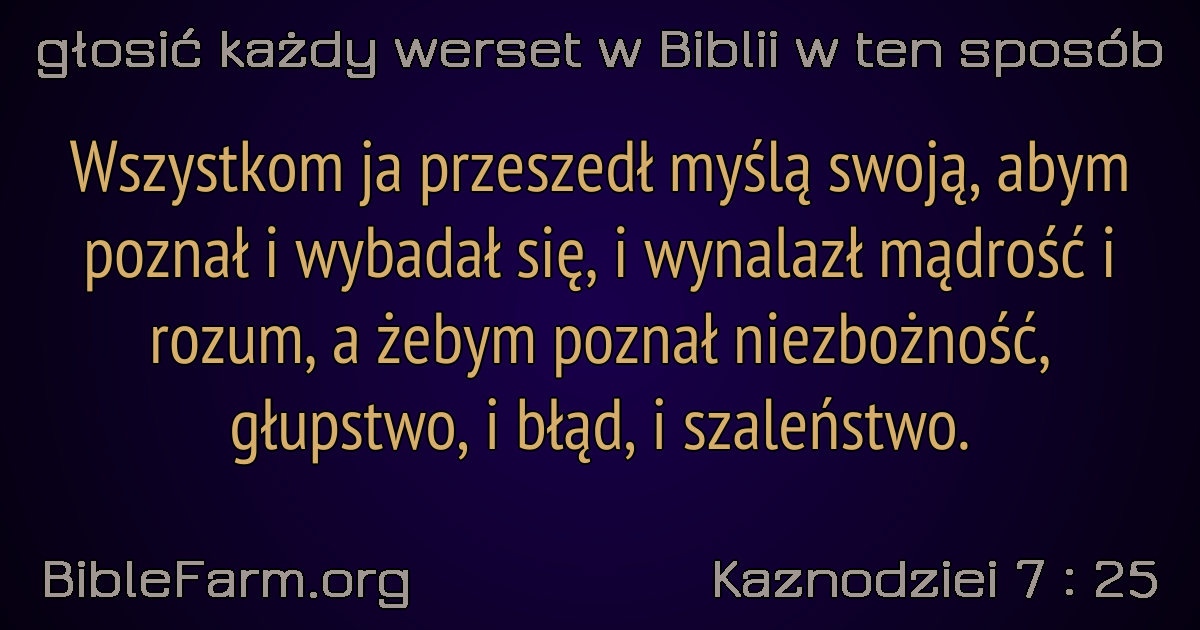 głosić każdy werset w Biblii w ten sposób
Wszystkom ja przeszedł myślą swoją, abym
poznał i wybadał się, i wynalazł mądrość i
rozum, a żebym poznał niezbożność,
głupstwo, i błąd, i szaleństwo.
BibleFarm.org
Kaznodziei 7 : 25